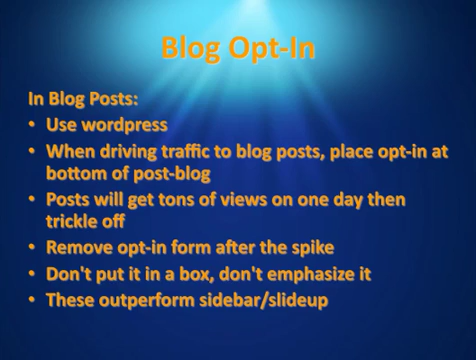 Blog Opt-In
In Blog Posts:
• Use wordpress
• When driving traffic to blog posts, place opt-in at
bottom of post-blog
• Posts will get tons of views on one day then
trickle off
• Remove opt-in form after the spike
• Don't put it in a box, don't emphasize it
• These outperform sidebar/slideup